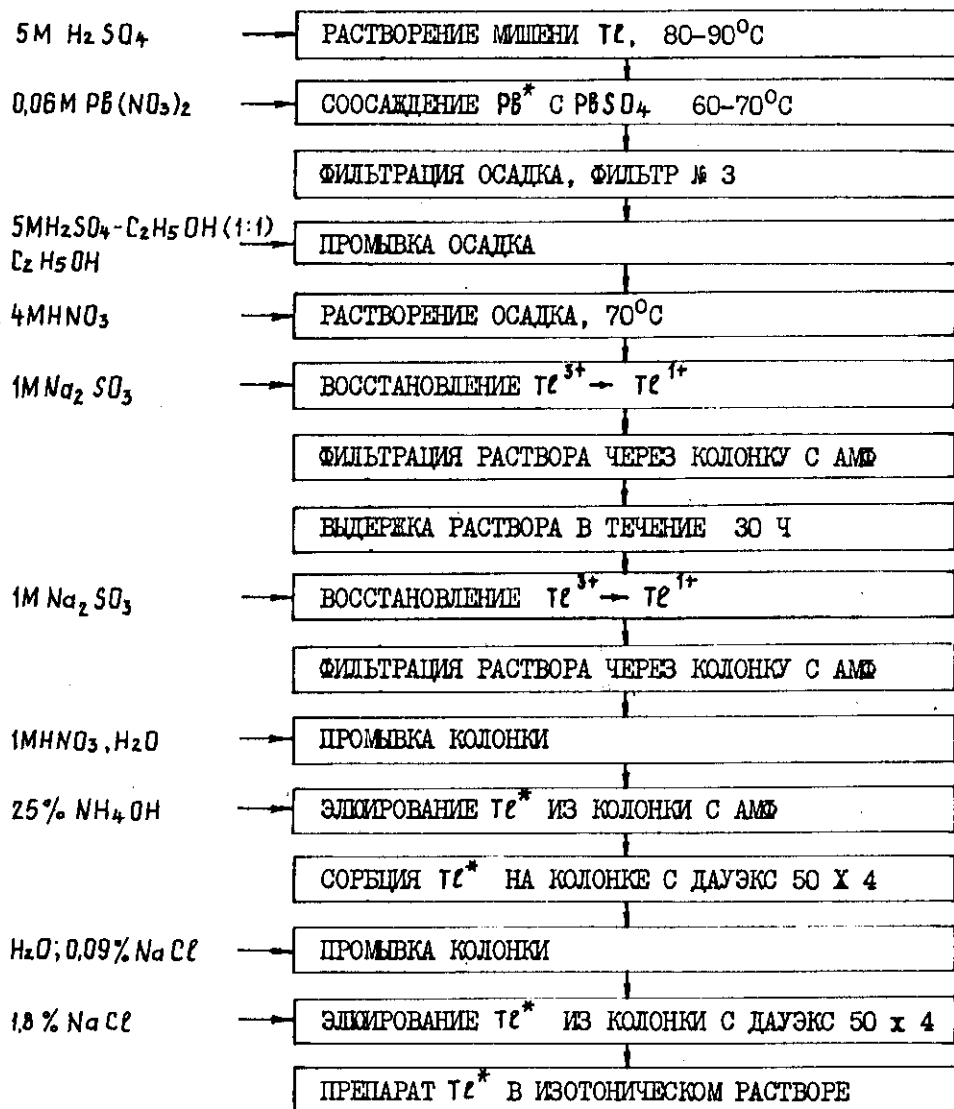 5M H₂SO₄ РАСТВОРЕНИЕ МИШЕНИ Tl, 80-90⁰C
0,06M Pb(NO₃)₂ СООСАЖДЕНИЕ Pb* С PbSO₄ 60-70⁰C
ФИЛЬТРАЦИЯ ОСАДКА, ФИЛЬТР № 3
5MH₂SO₄-C₂H₅OH (1:1)
C₂H₅OH ПРОМЫВКА ОСАДКА
4MHNO₃ РАСТВОРЕНИЕ ОСАДКА, 70⁰C
1M Na₂SO₃ ВОССТАНОВЛЕНИЕ Tl³⁺ → Tl¹⁺
ФИЛЬТРАЦИЯ РАСТВОРА ЧЕРЕЗ КОЛОНКУ С АМФ
ВЫДЕРЖКА РАСТВОРА В ТЕЧЕНИЕ 30 Ч
1M Na₂SO₃ ВОССТАНОВЛЕНИЕ Tl³⁺ → Tl¹⁺
ФИЛЬТРАЦИЯ РАСТВОРА ЧЕРЕЗ КОЛОНКУ С АМФ
1MHNO₃, H₂O ПРОМЫВКА КОЛОНКИ
25% NH₄OH ЭЛЮИРОВАНИЕ Tl* ИЗ КОЛОНКИ С АМФ
СОРБЦИЯ Tl* НА КОЛОНКЕ С ДАУЭКС 50 X 4
H₂O; 0,09% NaCl ПРОМЫВКА КОЛОНКИ
1,8 % NaCl ЭЛЮИРОВАНИЕ Tl* ИЗ КОЛОНКИ С ДАУЭКС 50 x 4
ПРЕПАРАТ Tl* В ИЗОТОНИЧЕСКОМ РАСТВОРЕ